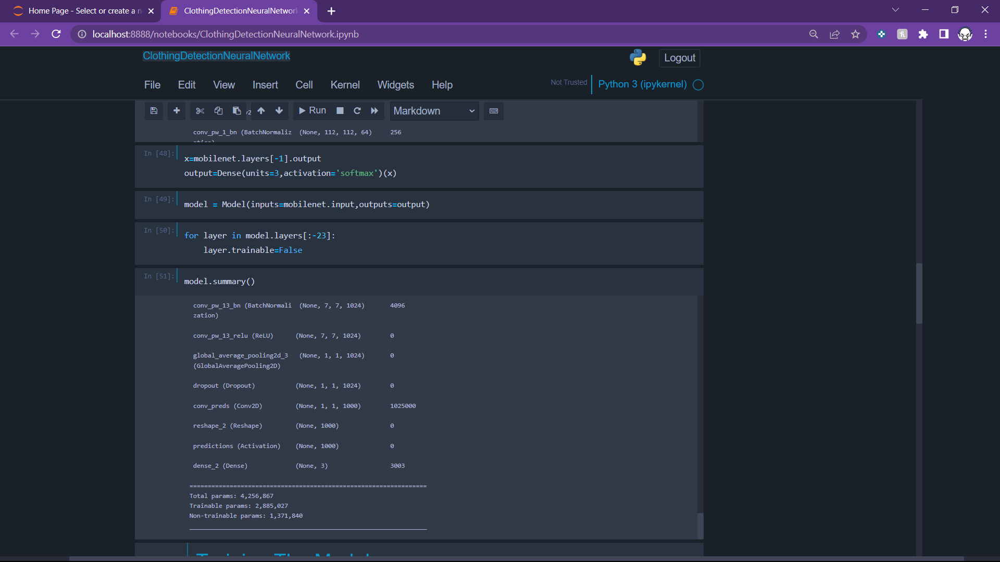 Home Page - Select or create a n
ClothingDetectionNeuralNetwork
localhost:8888/notebooks/ClothingDetectionNeuralNetwork.ipynb
ClothingDetectionNeuralNetwork
Logout
File Edit View Insert Cell Kernel Widgets Help
Not Trusted
Python 3 (ipykernel)
Run
Markdown
conv_pw_1_bn (BatchNormaliz (None, 112, 112, 64) 256
In [48]:
x=mobilenet.layers[-1].output
output=Dense(units=3,activation='softmax')(x)
In [49]:
model = Model(inputs=mobilenet.input,outputs=output)
In [50]:
for layer in model.layers[:-23]:
layer.trainable=False
In [51]:
model.summary()
conv_pw_13_bn (BatchNormali (None, 7, 7, 1024) 4096
zation)
conv_pw_13_relu (ReLU) (None, 7, 7, 1024) 0
global_average_pooling2d_3 (None, 1, 1, 1024) 0
(GlobalAveragePooling2D)
dropout (Dropout) (None, 1, 1, 1024) 0
conv_preds (Conv2D) (None, 1, 1, 1000) 1025000
reshape_2 (Reshape) (None, 1000) 0
predictions (Activation) (None, 1000) 0
dense_2 (Dense) (None, 3) 3003
=================================================================
Total params: 4,256,867
Trainable params: 2,885,027
Non-trainable params: 1,371,840